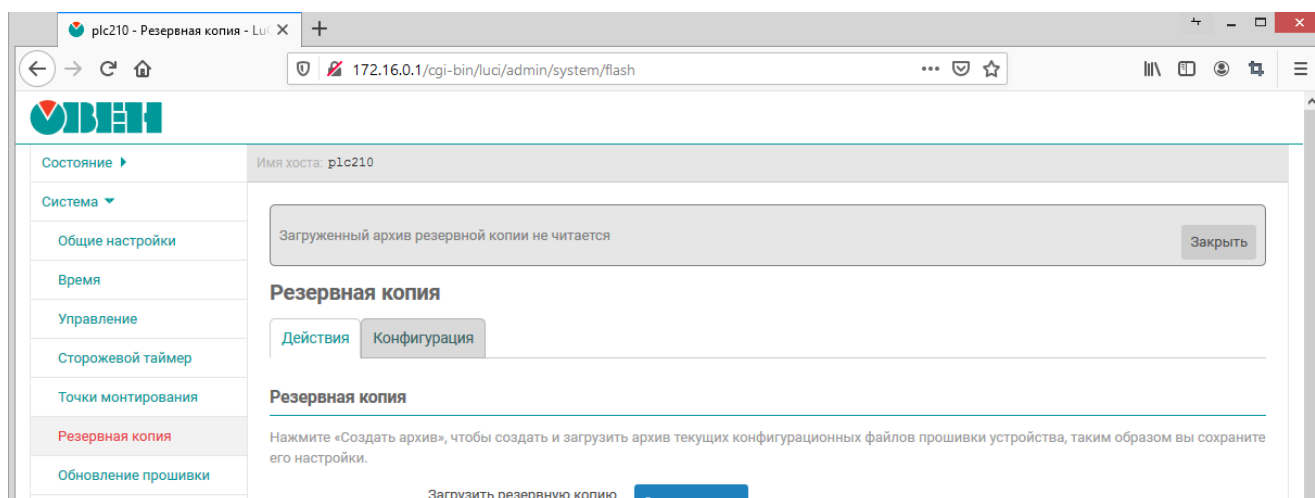 plc210 - Резервная копия - Lu
172.16.0.1/cgi-bin/luci/admin/system/flash
ОВЕН
Состояние
Имя хоста: plc210
Система
Загруженный архив резервной копии не читается
Закрыть
Общие настройки
Время
Резервная копия
Управление
Действия
Конфигурация
Сторожевой таймер
Точки монтирования
Резервная копия
Резервная копия
Нажмите «Создать архив», чтобы создать и загрузить архив текущих конфигурационных файлов прошивки устройства, таким образом вы сохраните
его настройки.
Обновление прошивки
Загрузить резервную копию